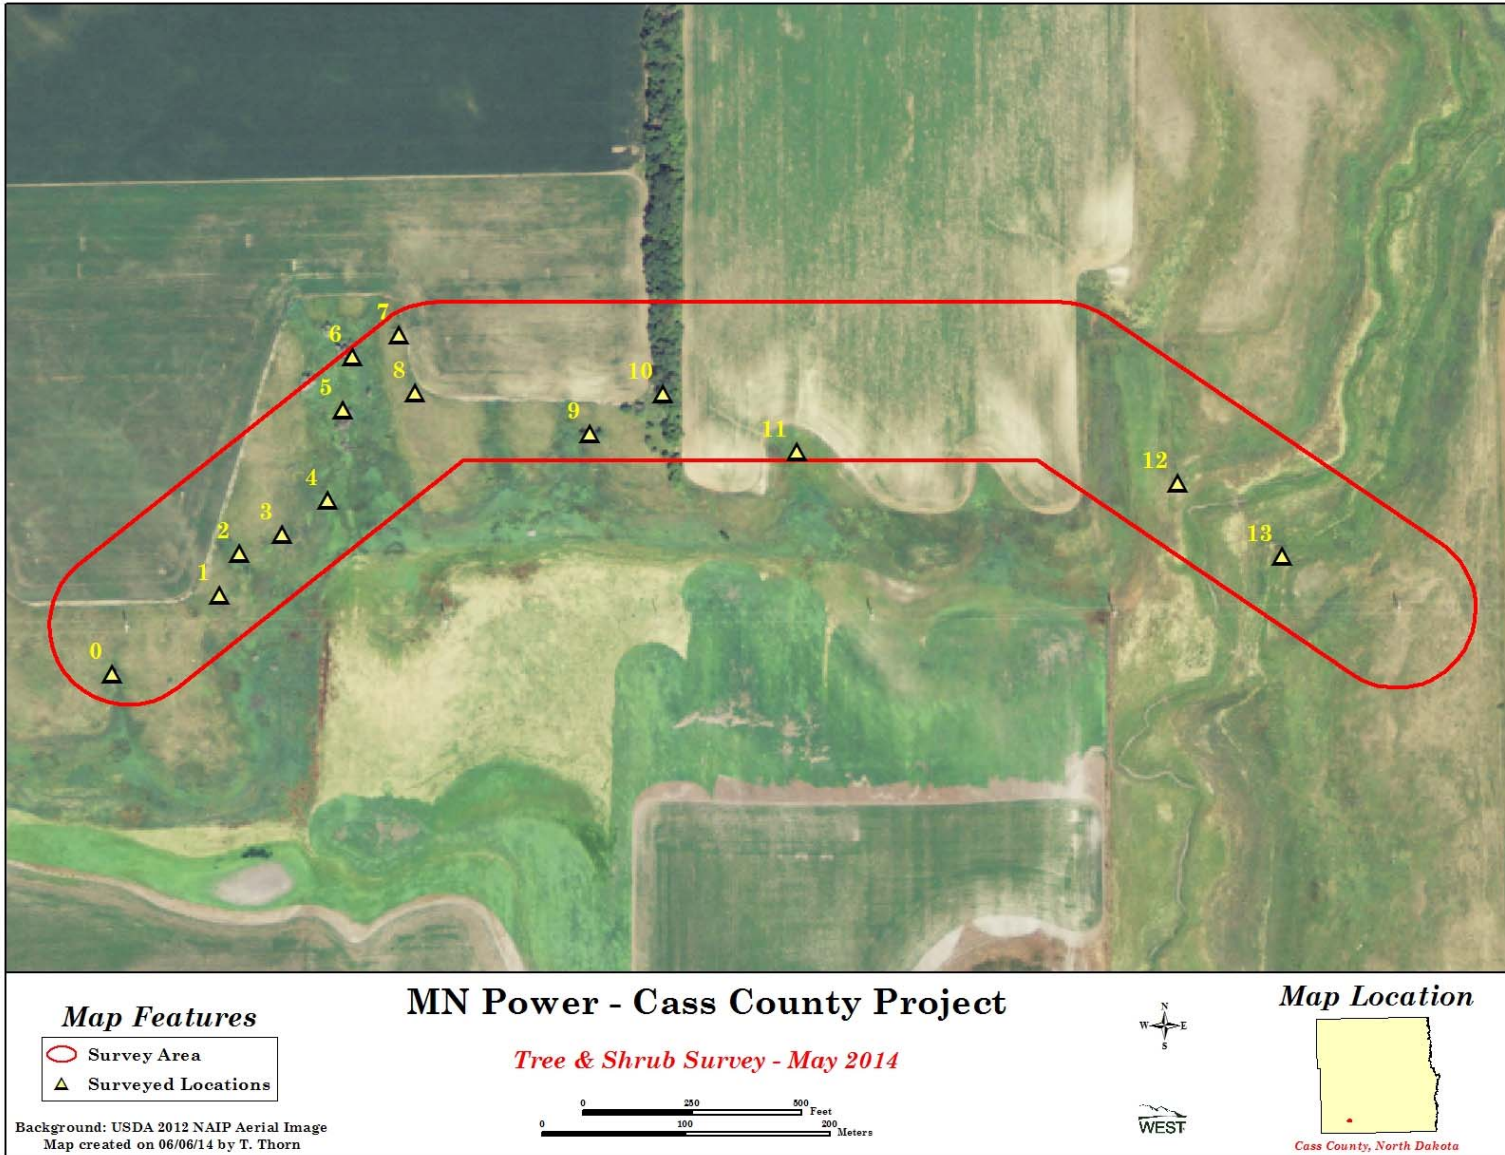 7
6
8
10
5
9
11
4
12
3
2
13
1
0
Map Features
Survey Area
Surveyed Locations
Background: USDA 2012 NAIP Aerial Image
Map created on 06/06/14 by T. Thorn
MN Power - Cass County Project
Tree & Shrub Survey - May 2014
0 250 500 Feet
0 100 200 Meters
N
W E
S
WEST
Map Location
Cass County, North Dakota